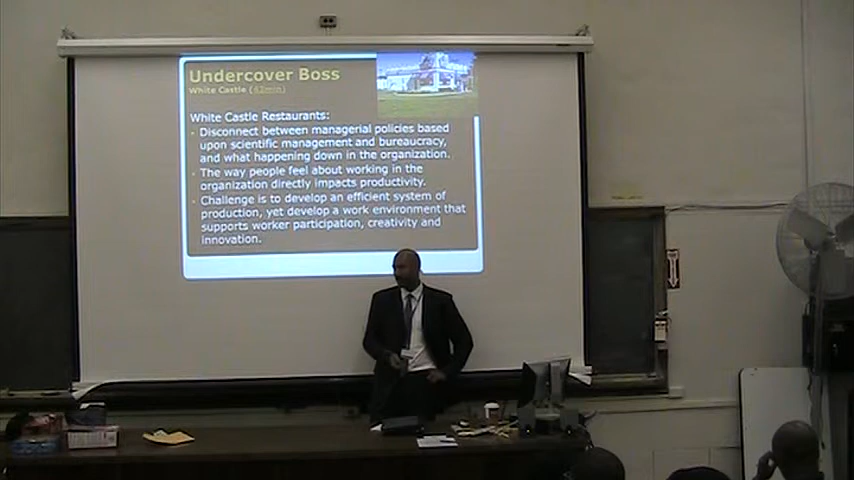 Undercover Boss
White Castle (43min)
White Castle Restaurants:
Disconnect between managerial policies based
upon scientific management and bureaucracy,
and what happening down in the organization.
The way people feel about working in the
organization directly impacts productivity.
Challenge is to develop an efficient system of
production, yet develop a work environment that
supports worker participation, creativity and
innovation.